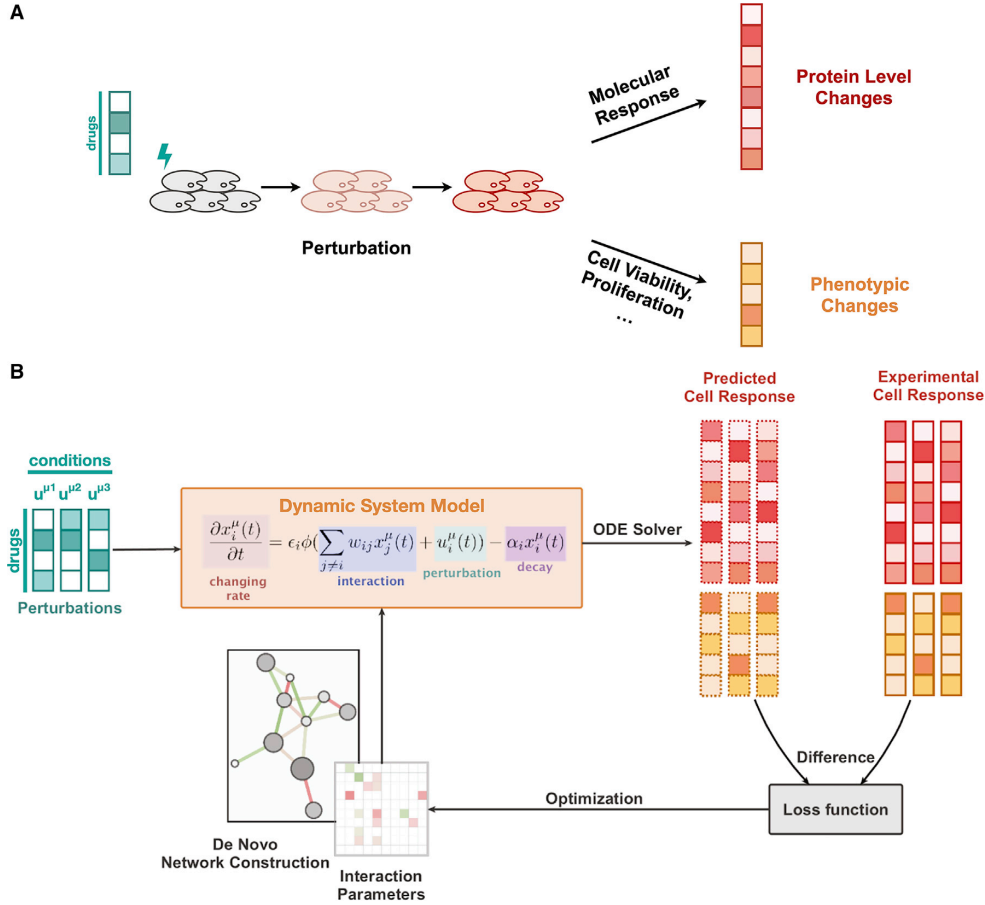 A
drugs
Perturbation
Molecular
Response
Protein Level
Changes
Cell Viability,
Proliferation
...
Phenotypic
Changes
B
conditions
u^μ1 u^μ2 u^μ3
drugs
Perturbations
Dynamic System Model
∂x_i^μ(t)/∂t = ϵ_i ϕ(∑_{j≠i} w_{ij} x_j^μ(t) + u_i^μ(t)) − α_i x_i^μ(t)
changing
rate
interaction
perturbation
decay
ODE Solver
Predicted
Cell Response
Experimental
Cell Response
Difference
Loss function
Optimization
De Novo
Network Construction
Interaction
Parameters